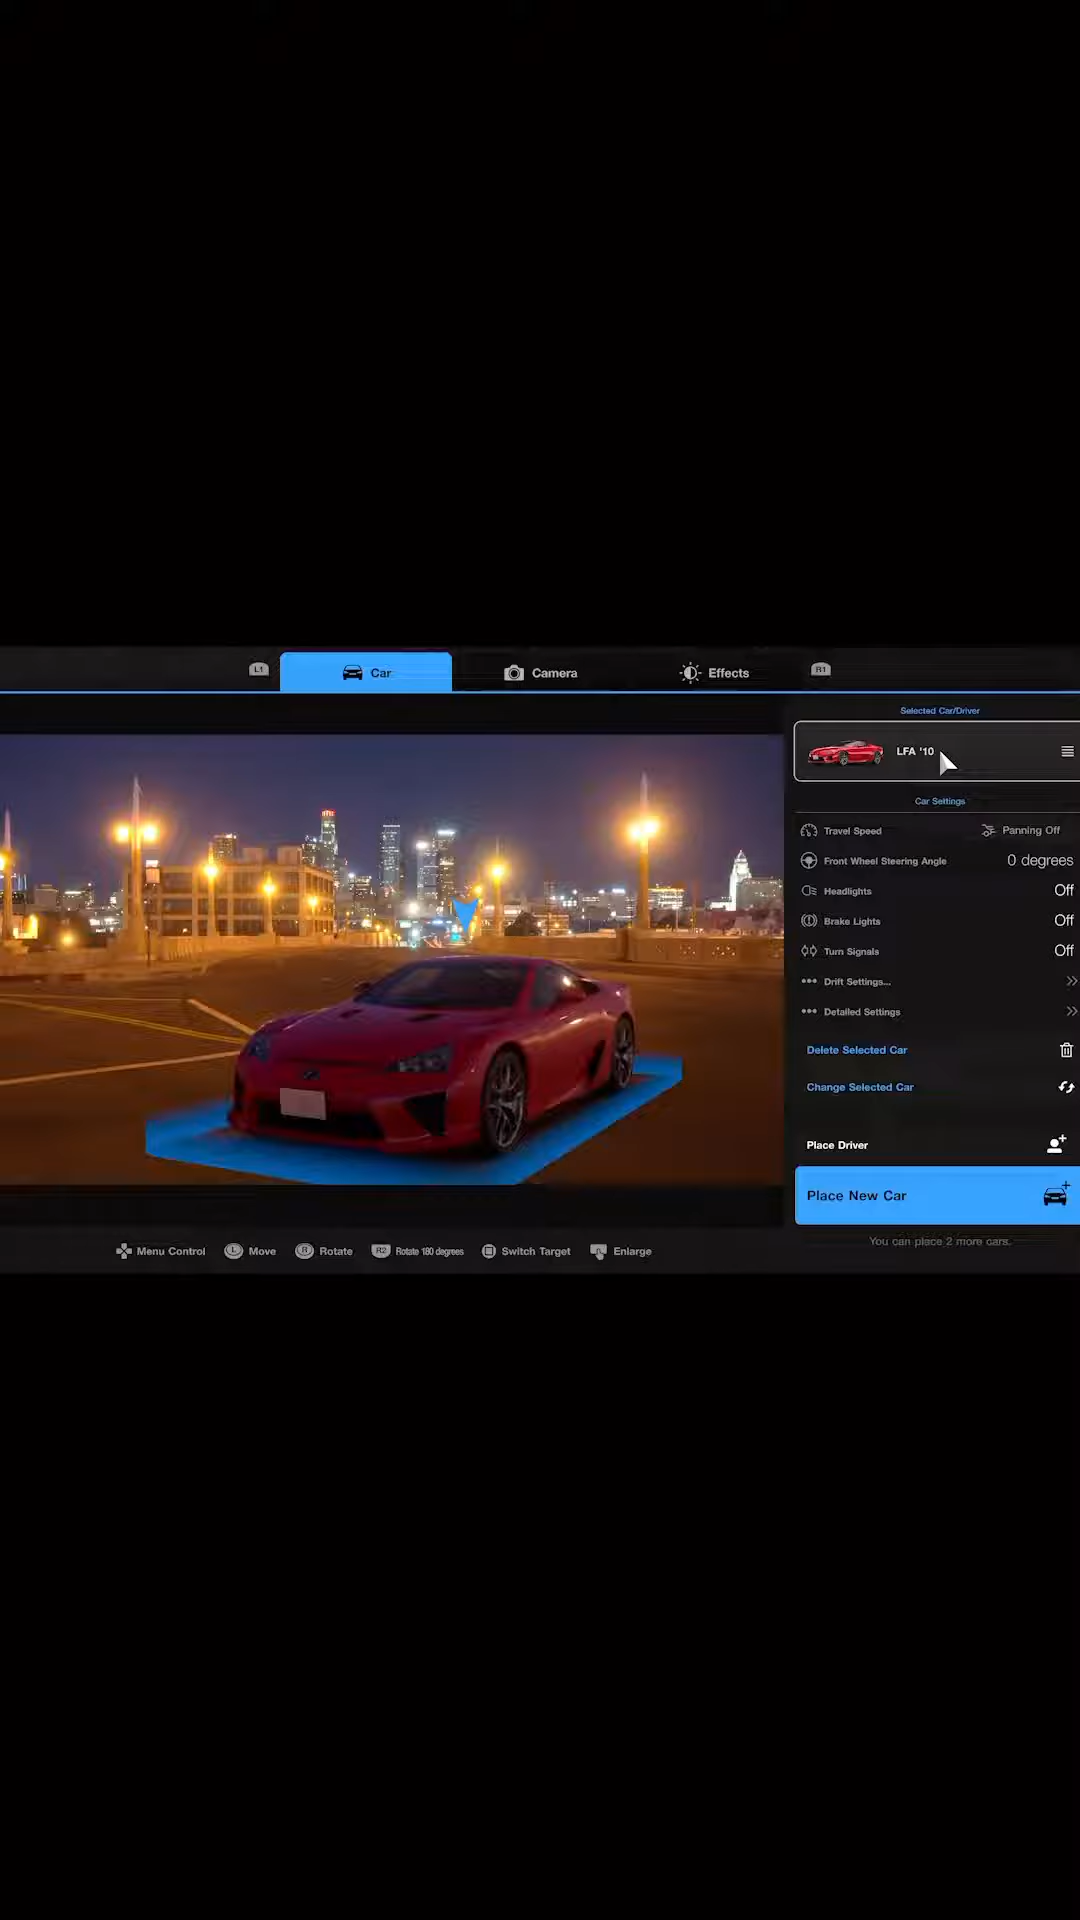 L1
Car
Camera
Effects
R1
Selected Car/Driver
LFA '10
Car Settings
Travel Speed
Panning Off
Front Wheel Steering Angle
0 degrees
Headlights
Off
Brake Lights
Off
Turn Signals
Off
Drift Settings...
Detailed Settings
Delete Selected Car
Change Selected Car
Place Driver
Place New Car
You can place 2 more cars.
Menu Control
L Move
R Rotate
R2 Rotate 180 degrees
Switch Target
Enlarge